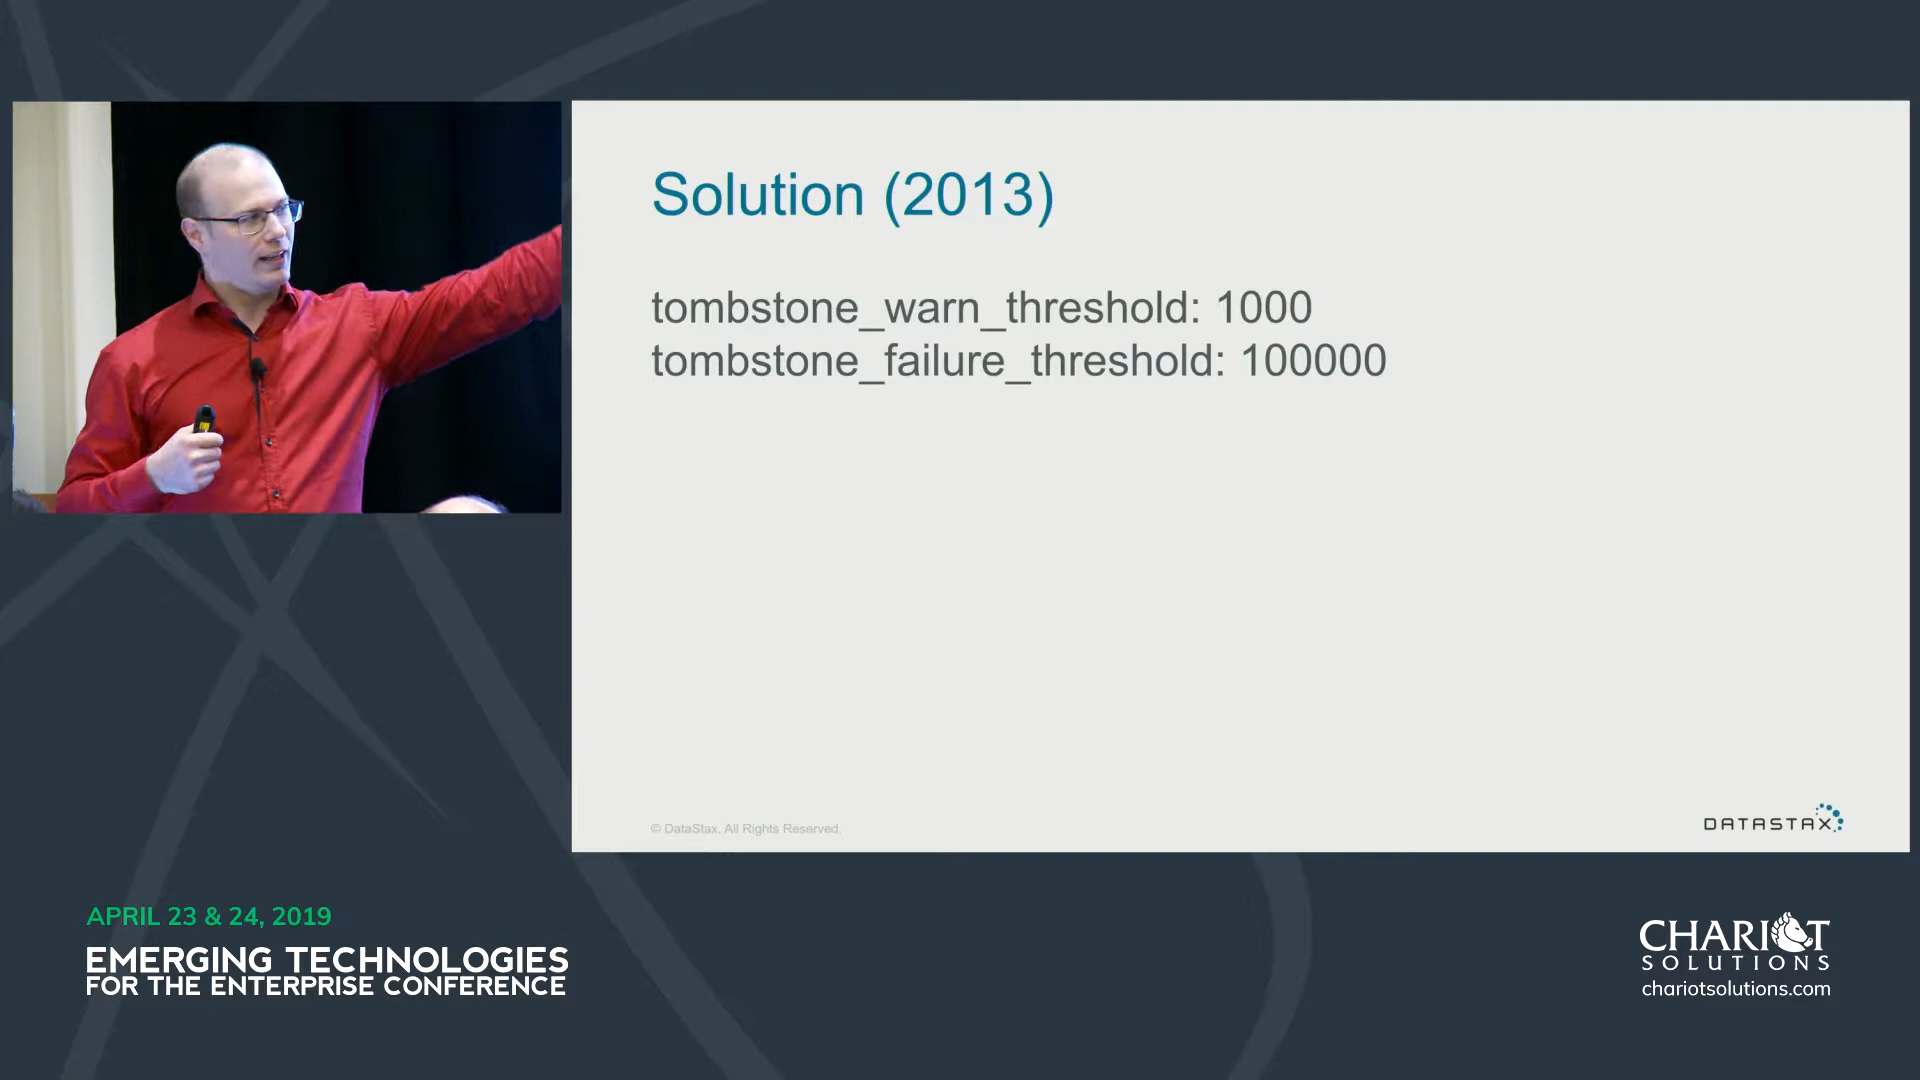 Solution (2013)
tombstone_warn_threshold: 1000
tombstone_failure_threshold: 100000
© DataStax. All Rights Reserved.
DATASTAX
APRIL 23 & 24, 2019
EMERGING TECHNOLOGIES
FOR THE ENTERPRISE CONFERENCE
CHARIOT
SOLUTIONS
chariotsolutions.com